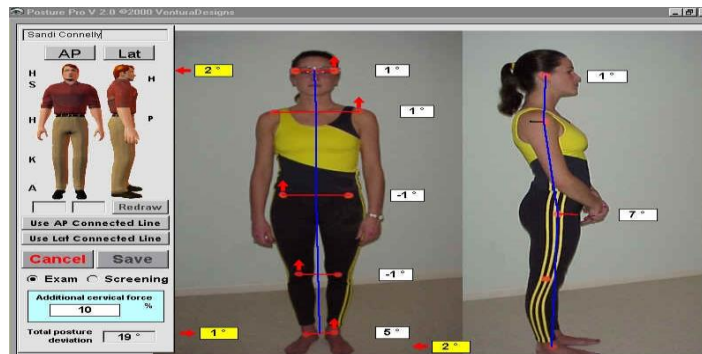 Posture Pro V 2.0 ©2000 VenturaDesigns
Sandi Connelly
AP Lat
H
S
H
K
A
H
P
Redraw
Use AP Connected Line
Use Lat Connected Line
Cancel Save
Exam Screening
Additional cervical force
10 %
Total posture deviation 19 °
2 °
1 °
1 °
-1 °
-1 °
1 °
5 °
1 °
7 °
2 °